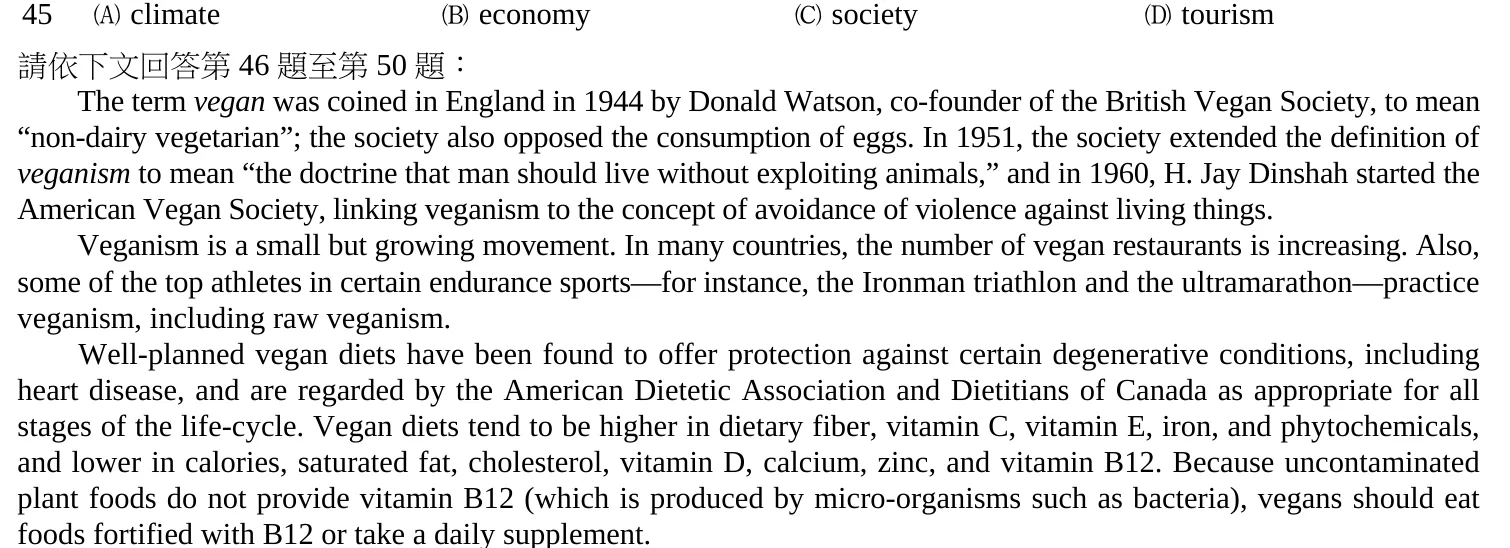 45 (A) climate (B) economy (C) society (D) tourism
請依下文回答第 46 題至第 50 題：
The term vegan was coined in England in 1944 by Donald Watson, co-founder of the British Vegan Society, to mean
“non-dairy vegetarian”; the society also opposed the consumption of eggs. In 1951, the society extended the definition of
veganism to mean “the doctrine that man should live without exploiting animals,” and in 1960, H. Jay Dinshah started the
American Vegan Society, linking veganism to the concept of avoidance of violence against living things.
Veganism is a small but growing movement. In many countries, the number of vegan restaurants is increasing. Also,
some of the top athletes in certain endurance sports—for instance, the Ironman triathlon and the ultramarathon—practice
veganism, including raw veganism.
Well-planned vegan diets have been found to offer protection against certain degenerative conditions, including
heart disease, and are regarded by the American Dietetic Association and Dietitians of Canada as appropriate for all
stages of the life-cycle. Vegan diets tend to be higher in dietary fiber, vitamin C, vitamin E, iron, and phytochemicals,
and lower in calories, saturated fat, cholesterol, vitamin D, calcium, zinc, and vitamin B12. Because uncontaminated
plant foods do not provide vitamin B12 (which is produced by micro-organisms such as bacteria), vegans should eat
foods fortified with B12 or take a daily supplement.